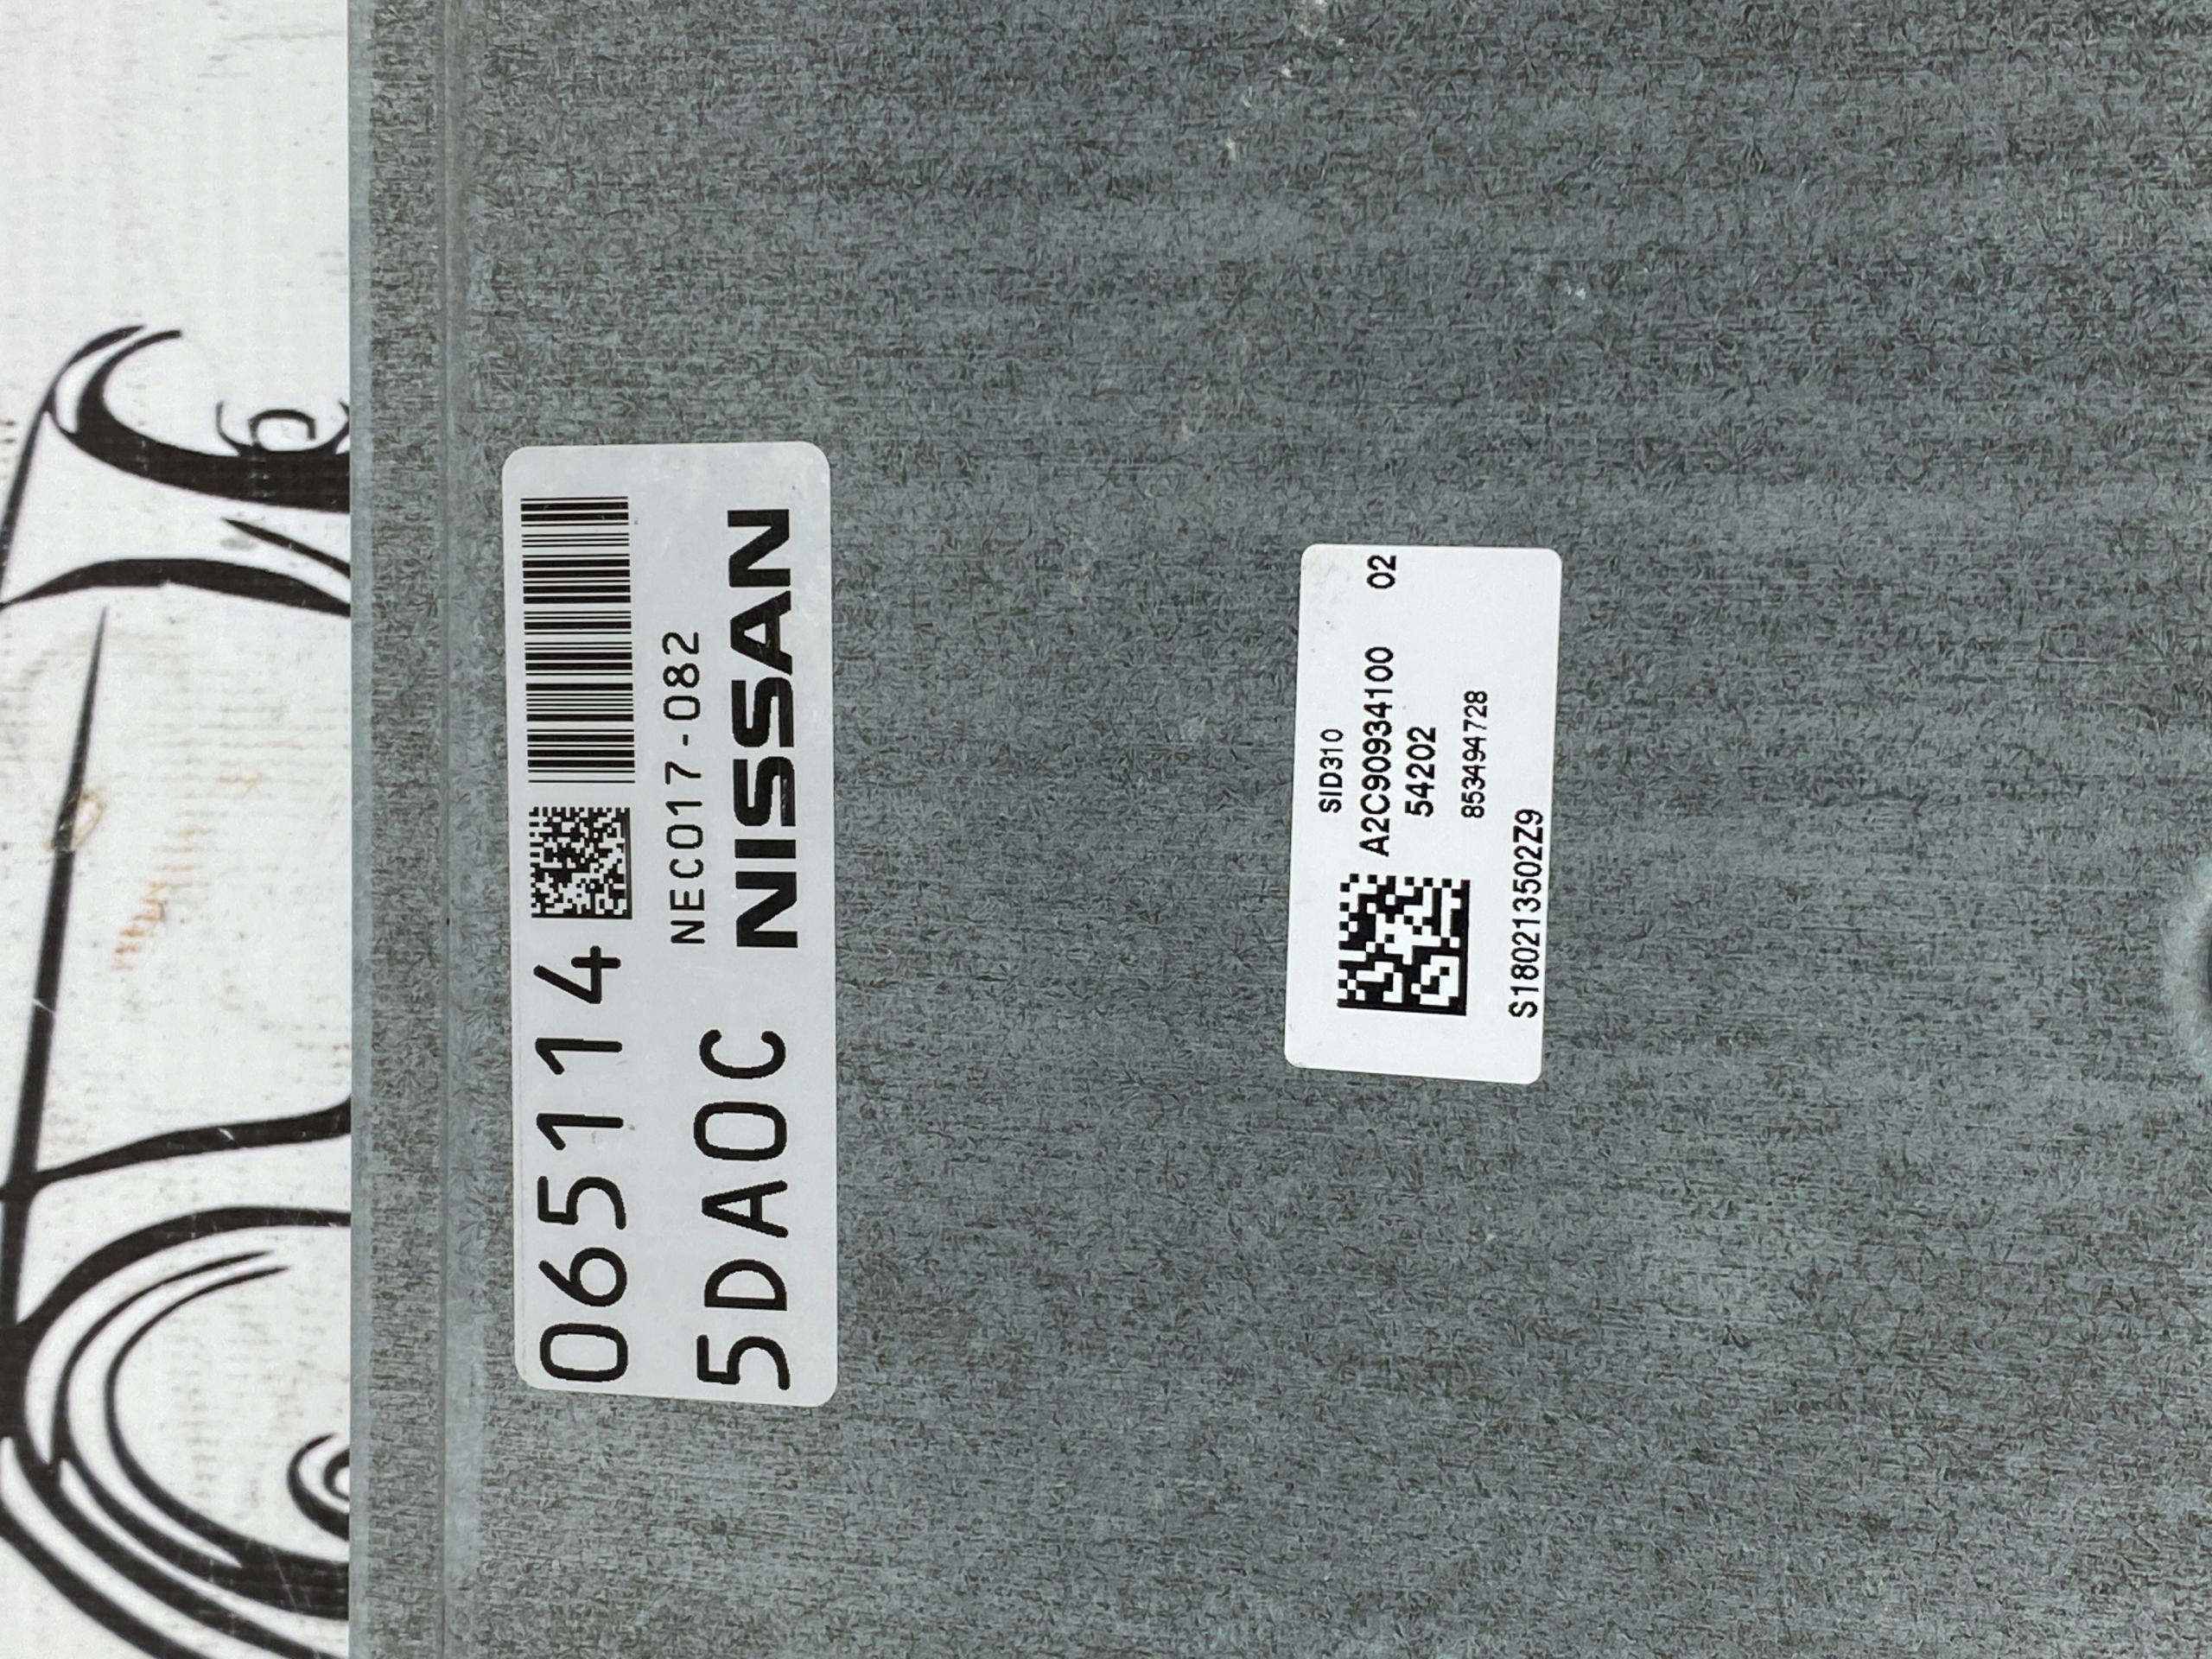 065114
5DA0C
NEC017-082
NISSAN
SID310
A2C90934100 02
54202
853494728
S180213502Z9